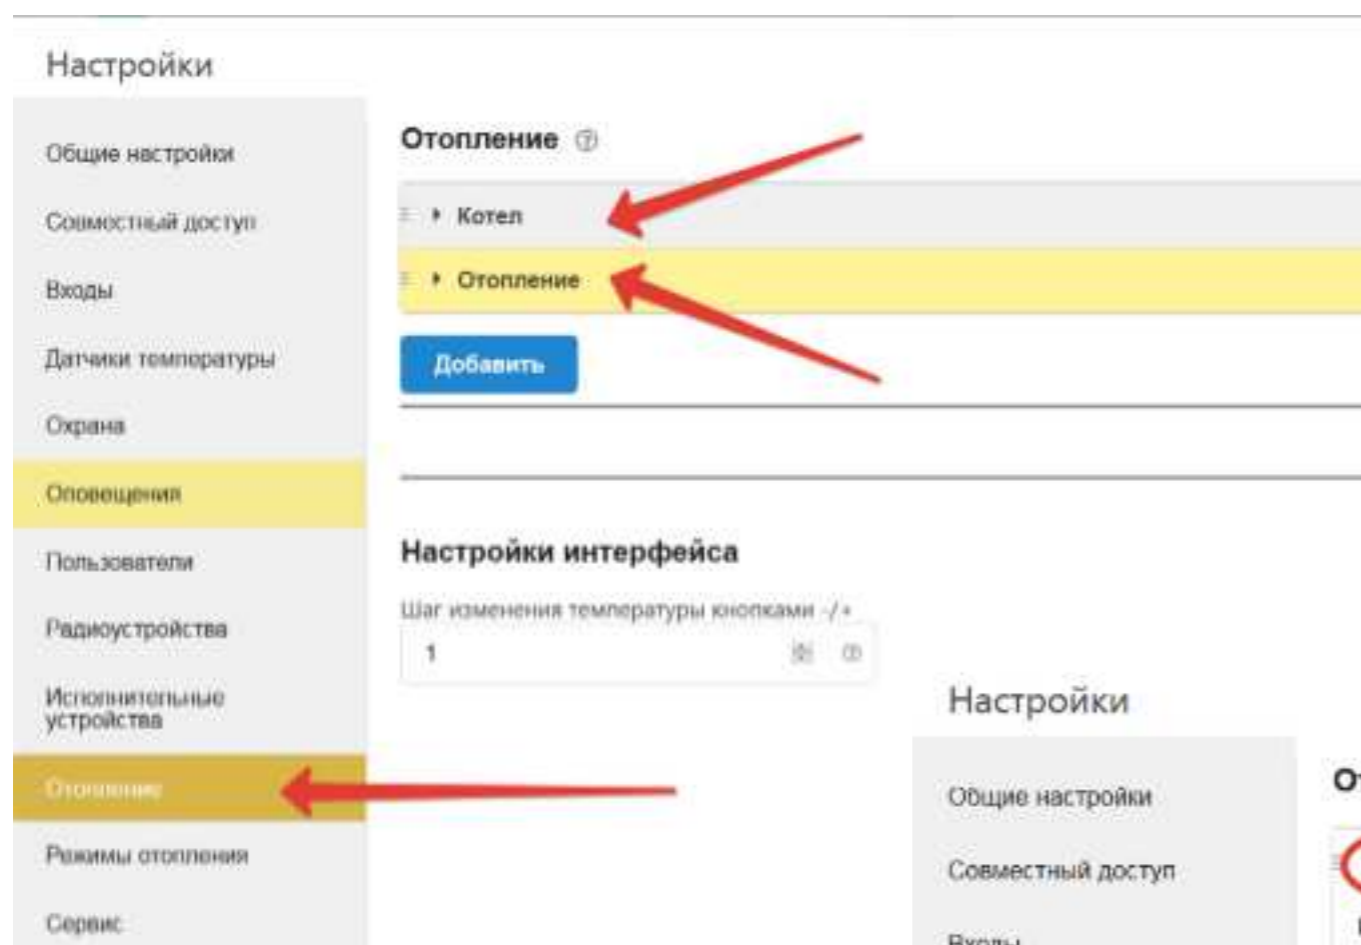 Настройки
Общие настройки
Совместный доступ
Входы
Датчики температуры
Охрана
Оповещения
Пользователи
Радиоустройства
Исполнительные
устройства
Отопление
Режимы отопления
Сервис
Отопление
Котел
Отопление
Добавить
Настройки интерфейса
Шаг изменения температуры кнопками -/+
1
Настройки
Общие настройки
Совместный доступ
Входы